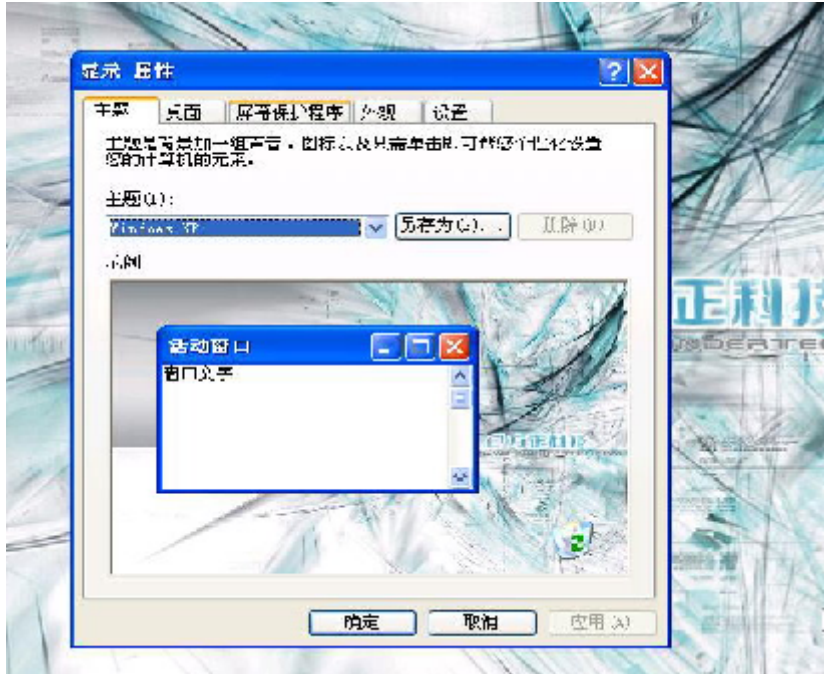 显示 属性
主题 桌面 屏幕保护程序 外观 设置
主题是背景加一组声音，图标以及只需单击即可帮您个性化设置
您的计算机的元素。
主题(T):
Windows XP 另存为(S)... 删除(D)
示例
活动窗口
窗口文字
正科技
确定 取消 应用(A)